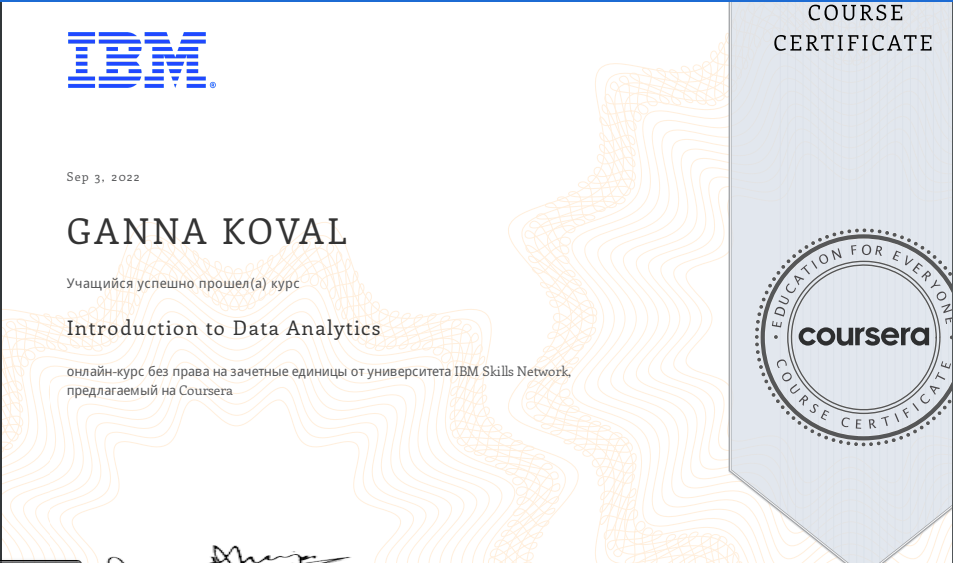 COURSE
CERTIFICATE
IBM®
Sep 3, 2022
GANNA KOVAL
Учащийся успешно прошел(а) курс
Introduction to Data Analytics
онлайн-курс без права на зачетные единицы от университета IBM Skills Network,
предлагаемый на Coursera
EDUCATION FOR EVERYONE
coursera
COURSE CERTIFICATE